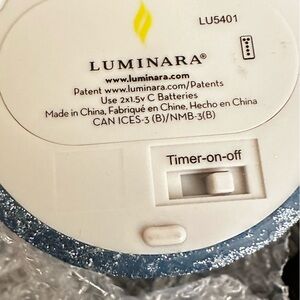 LU5401
LUMINARA®
www.luminara.com
Patent www.luminara.com/Patents
Use 2x1.5v C Batteries
Made in China, Fabriqué en Chine, Hecho en China
CAN ICES-3 (B)/NMB-3(B)
Timer-on-off